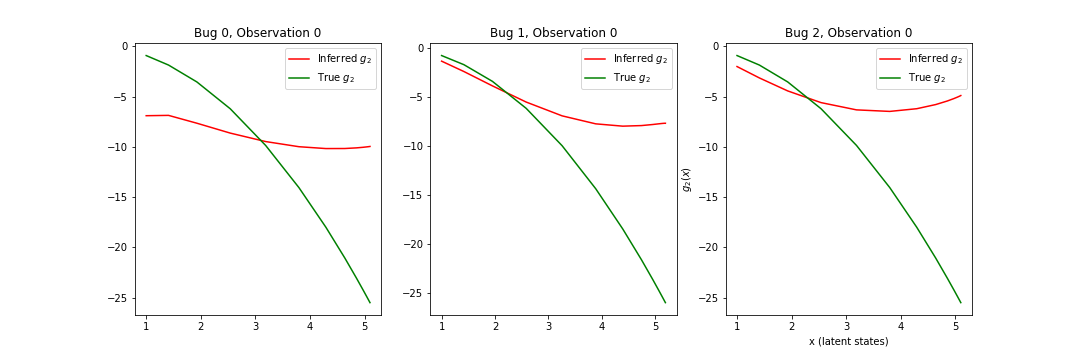 Bug 0, Observation 0
Inferred g₂
True g₂
0
−5
−10
−15
−20
−25
1 2 3 4 5
Bug 1, Observation 0
Inferred g₂
True g₂
0
−5
−10
−15
−20
−25
1 2 3 4 5
Bug 2, Observation 0
Inferred g₂
True g₂
g₂(x)
0
−5
−10
−15
−20
−25
1 2 3 4 5
x (latent states)